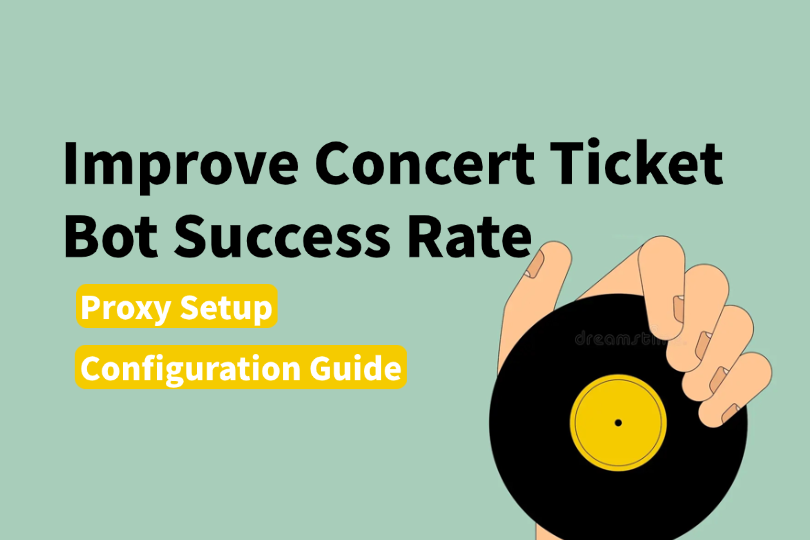 Improve Concert Ticket
Bot Success Rate
Proxy Setup
Configuration Guide